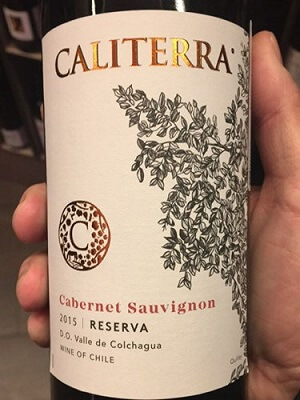 CALITERRA
C
Cabernet Sauvignon
2015 | RESERVA
D.O. Valle de Colchagua
WINE OF CHILE